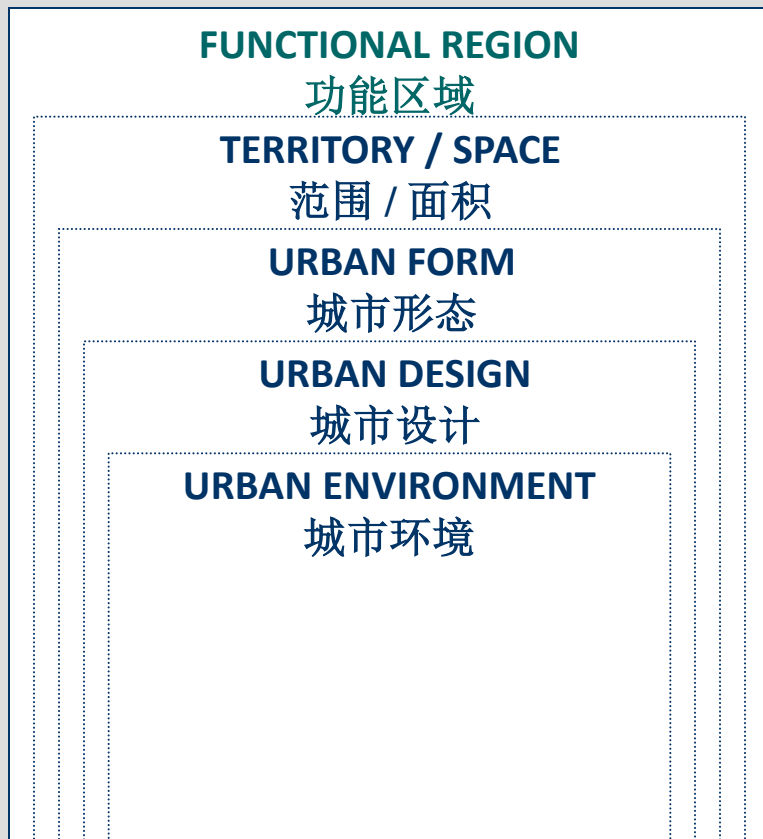 FUNCTIONAL REGION
功能区域
TERRITORY / SPACE
范围 / 面积
URBAN FORM
城市形态
URBAN DESIGN
城市设计
URBAN ENVIRONMENT
城市环境